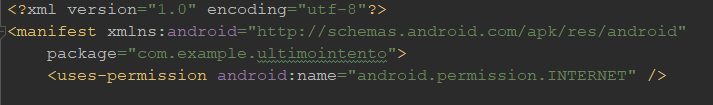 <?xml version="1.0" encoding="utf-8"?>
<manifest xmlns:android="http://schemas.android.com/apk/res/android"
package="com.example.ultimointento">
<uses-permission android:name="android.permission.INTERNET" />